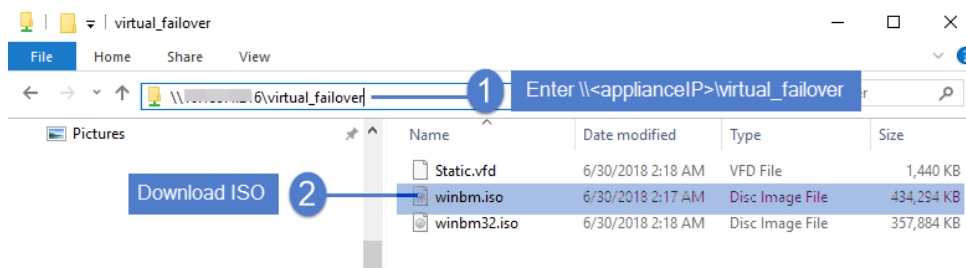 virtual_failover
File Home Share View
\\ 6\virtual_failover
1 Enter \\<applianceIP>\virtual_failover
Pictures
Name Date modified Type Size
Static.vfd 6/30/2018 2:18 AM VFD File 1,440 KB
Download ISO 2
winbm.iso 6/30/2018 2:17 AM Disc Image File 434,294 KB
winbm32.iso 6/30/2018 2:18 AM Disc Image File 357,884 KB